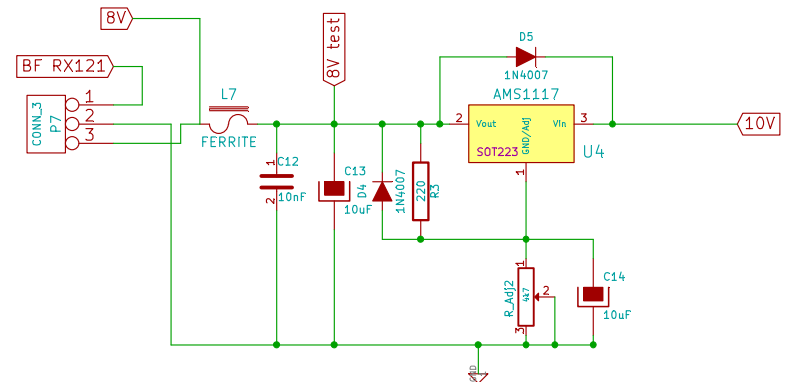 8V
BF RX121
CONN_3
P7
1
2
3
L7
FERRITE
8V test
D5
1N4007
AMS1117
2
Vout
Vin
3
GND/Adj
SOT223
1
U4
10V
1
C12
10nF
2
C13
10uF
D4
1N4007
220
R3
R_Adj2
1
4k7
2
3
C14
10uF
GND